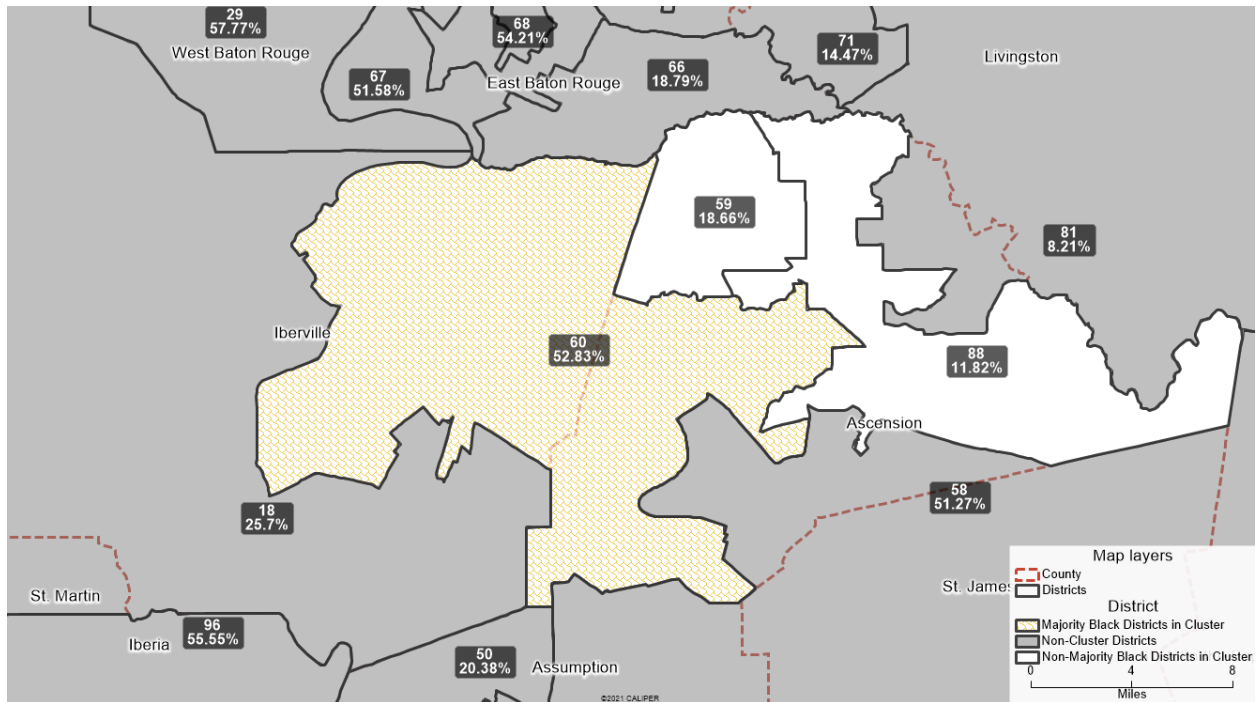 29
57.77%
West Baton Rouge
68
54.21%
71
14.47%
Livingston
67
51.58%
East Baton Rouge
66
18.79%
59
18.66%
81
8.21%
Iberville
60
52.83%
88
11.82%
Ascension
18
25.7%
58
51.27%
St. Martin
Iberia
96
55.55%
50
20.38%
Assumption
St. James
Map layers
County
Districts
District
Majority Black Districts in Cluster
Non-Cluster Districts
Non-Majority Black Districts in Cluster
0 4 8
Miles
©2021 CALIPER